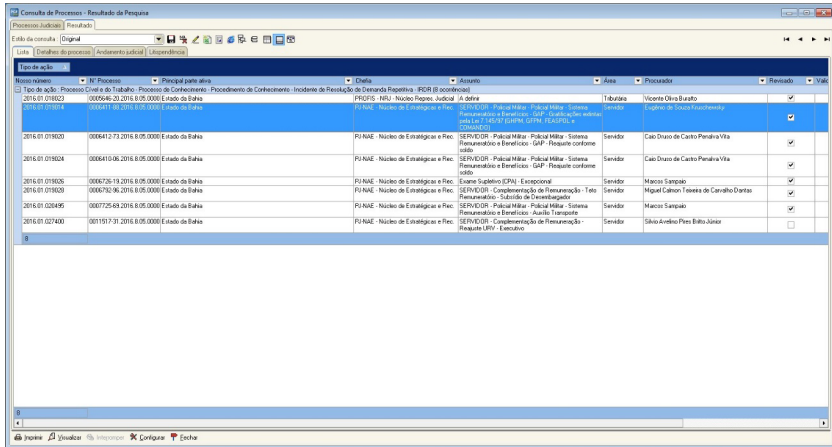 Consulta de Processos - Resultado da Pesquisa
Processos Judiciais Resultado
Estilo da consulta: Original
Lista Detalhes do processo Andamento judicial Litispendência
Tipo de ação
Nosso número Nº Processo Principal parte ativa Chefia Assunto Área Procurador Revisado
Tipo de ação : Processo Cível e do Trabalho - Processo de Conhecimento - Procedimento de Conhecimento - Incidente de Resolução de Demanda Repetitiva - IRDR (8 ocorrências)
2016.01.018023 0005646-20.2016.8.05.0000 Estado da Bahia PROFIS - NRJ - Núcleo Repres. Judicial A definir Tributária Vicente Oliva Buratto
2016.01.019014 0006411-88.2016.8.05.0000 Estado da Bahia PJ-NAE - Núcleo de Estratégicas e Rec. SERVIDOR - Policial Militar - Policial Militar - Sistema Servidor Eugênio de Souza Kruschewsky
Remuneratório e Benefícios - GAP - Gratificações extintas
pela Lei 7.145/97 (GHPM, GFPM, FEASPOL e
COMANDO)
2016.01.019020 0006412-73.2016.8.05.0000 Estado da Bahia PJ-NAE - Núcleo de Estratégicas e Rec. SERVIDOR - Policial Militar - Policial Militar - Sistema Servidor Caio Druso de Castro Penalva Vita
Remuneratório e Benefícios - GAP - Reajuste conforme
soldo
2016.01.019024 0006410-06.2016.8.05.0000 Estado da Bahia PJ-NAE - Núcleo de Estratégicas e Rec. SERVIDOR - Policial Militar - Policial Militar - Sistema Servidor Caio Druso de Castro Penalva Vita
Remuneratório e Benefícios - GAP - Reajuste conforme
soldo
2016.01.019026 0006726-19.2016.8.05.0000 Estado da Bahia PJ-NAE - Núcleo de Estratégicas e Rec. Exame Supletivo (CPA) - Excepcional Servidor Marcos Sampaio
2016.01.019028 0006792-96.2016.8.05.0000 Estado da Bahia PJ-NAE - Núcleo de Estratégicas e Rec. SERVIDOR - Complementação de Remuneração - Teto Servidor Miguel Calmon Teixeira de Carvalho Dantas
Remuneratório - Subsídio de Desembargador
2016.01.020495 0007725-69.2016.8.05.0000 Estado da Bahia PJ-NAE - Núcleo de Estratégicas e Rec. SERVIDOR - Policial Militar - Policial Militar - Sistema Servidor Marcos Sampaio
Remuneratório e Benefícios - Auxílio Transporte
2016.01.027400 0011517-31.2016.8.05.0000 Estado da Bahia PJ-NAE - Núcleo de Estratégicas e Rec. SERVIDOR - Complementação de Remuneração - Servidor Silvio Avelino Pires Britto Júnior
Reajuste URV - Executivo
8
8
Imprimir Visualizar Interromper Configurar Fechar